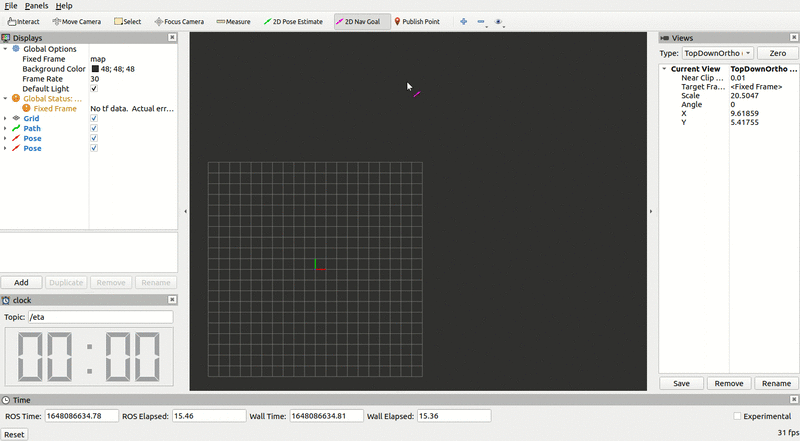 File Panels Help
Interact Move Camera Select Focus Camera Measure 2D Pose Estimate 2D Nav Goal Publish Point
Displays
Global Options
Fixed Frame map
Background Color 48; 48; 48
Frame Rate 30
Default Light
Global Status: ...
Fixed Frame No tf data. Actual err...
Grid
Path
Pose
Pose
Add Duplicate Remove Rename
clock
Topic: /eta
00:00
Views
Type: TopDownOrtho Zero
Current View TopDownOrtho ...
Near Clip ... 0.01
Target Fra... <Fixed Frame>
Scale 20.5047
Angle 0
X 9.61859
Y 5.41755
Save Remove Rename
Time
ROS Time: 1648086634.78 ROS Elapsed: 15.46 Wall Time: 1648086634.81 Wall Elapsed: 15.36 Experimental
Reset 31 fps